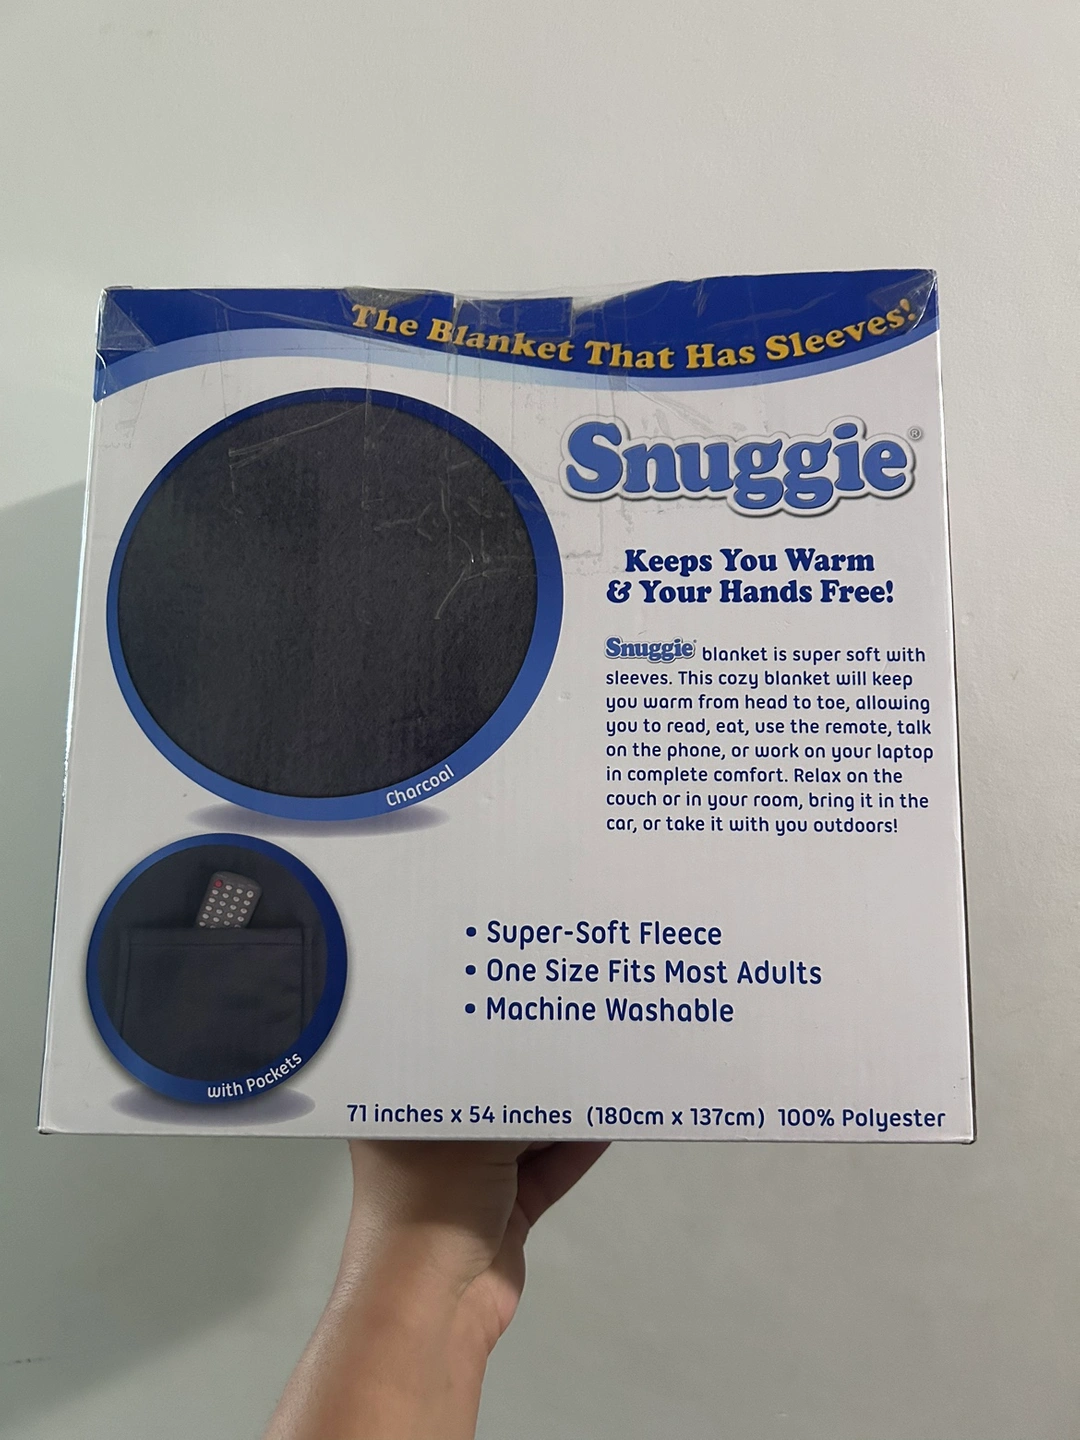 The Blanket That Has Sleeves!
Snuggie®
Keeps You Warm
& Your Hands Free!
Snuggie® blanket is super soft with
sleeves. This cozy blanket will keep
you warm from head to toe, allowing
you to read, eat, use the remote, talk
on the phone, or work on your laptop
in complete comfort. Relax on the
couch or in your room, bring it in the
car, or take it with you outdoors!
Charcoal
with Pockets
• Super-Soft Fleece
• One Size Fits Most Adults
• Machine Washable
71 inches x 54 inches (180cm x 137cm) 100% Polyester